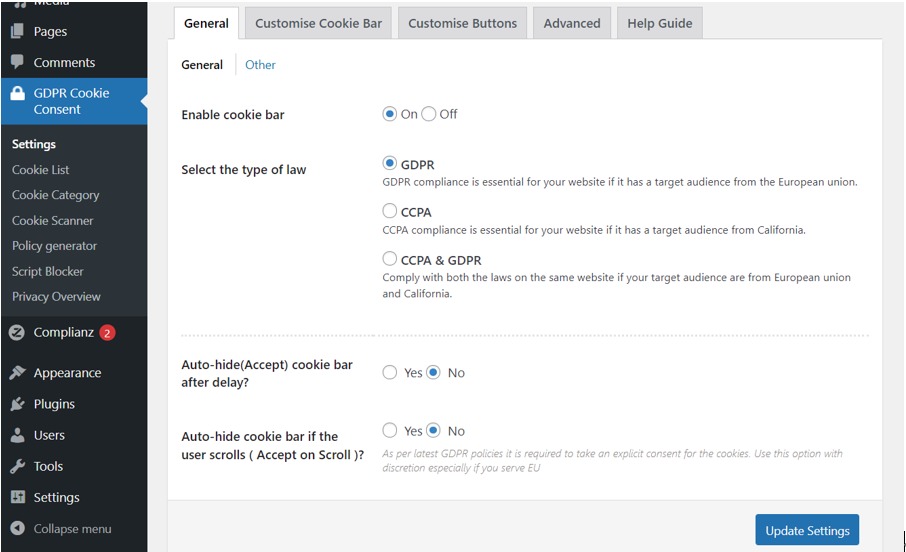 Media
Pages
Comments
GDPR Cookie
Consent
Settings
Cookie List
Cookie Category
Cookie Scanner
Policy generator
Script Blocker
Privacy Overview
Complianz 2
Appearance
Plugins
Users
Tools
Settings
Collapse menu
General Customise Cookie Bar Customise Buttons Advanced Help Guide
General Other
Enable cookie bar On Off
Select the type of law GDPR
GDPR compliance is essential for your website if it has a target audience from the European union.
CCPA
CCPA compliance is essential for your website if it has a target audience from California.
CCPA & GDPR
Comply with both the laws on the same website if your target audience are from European union
and California.
Auto-hide(Accept) cookie bar
after delay?
Yes No
Auto-hide cookie bar if the
user scrolls ( Accept on Scroll )?
Yes No
As per latest GDPR policies it is required to take an explicit consent for the cookies. Use this option with
discretion especially if you serve EU
Update Settings